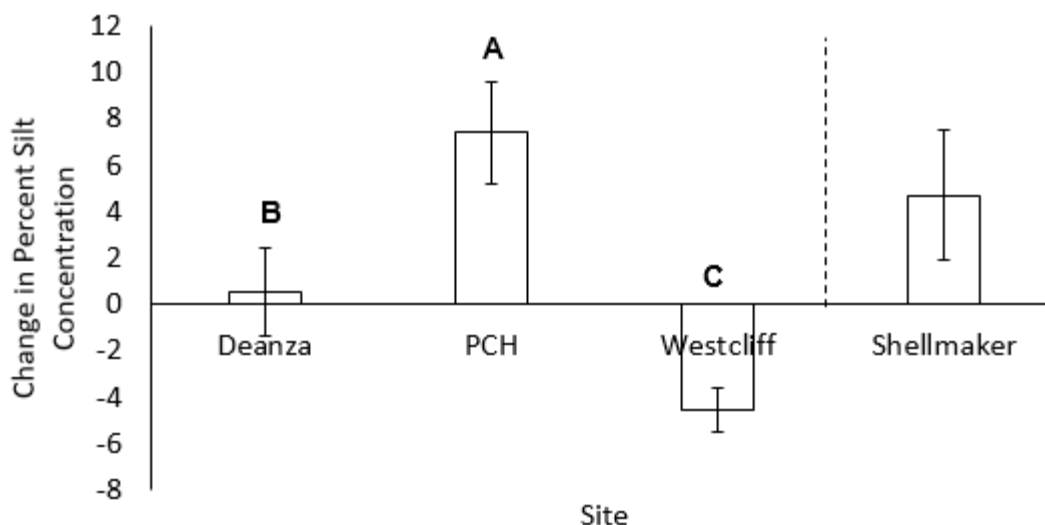 Change in Percent Silt
Concentration
12
10
8
6
4
2
0
-2
-4
-6
-8
B
A
C
Deanza
PCH
Westcliff
Shellmaker
Site